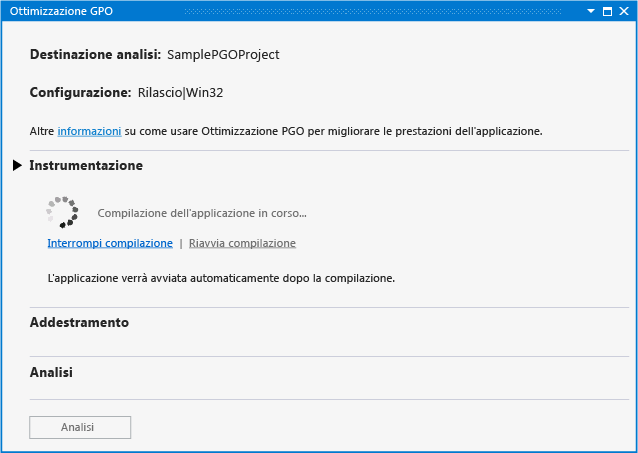 Ottimizzazione GPO
Destinazione analisi: SamplePGOProject
Configurazione: Rilascio|Win32
Altre informazioni su come usare Ottimizzazione PGO per migliorare le prestazioni dell'applicazione.
Instrumentazione
Compilazione dell'applicazione in corso...
Interrompi compilazione | Riavvia compilazione
L'applicazione verrà avviata automaticamente dopo la compilazione.
Addestramento
Analisi
Analisi